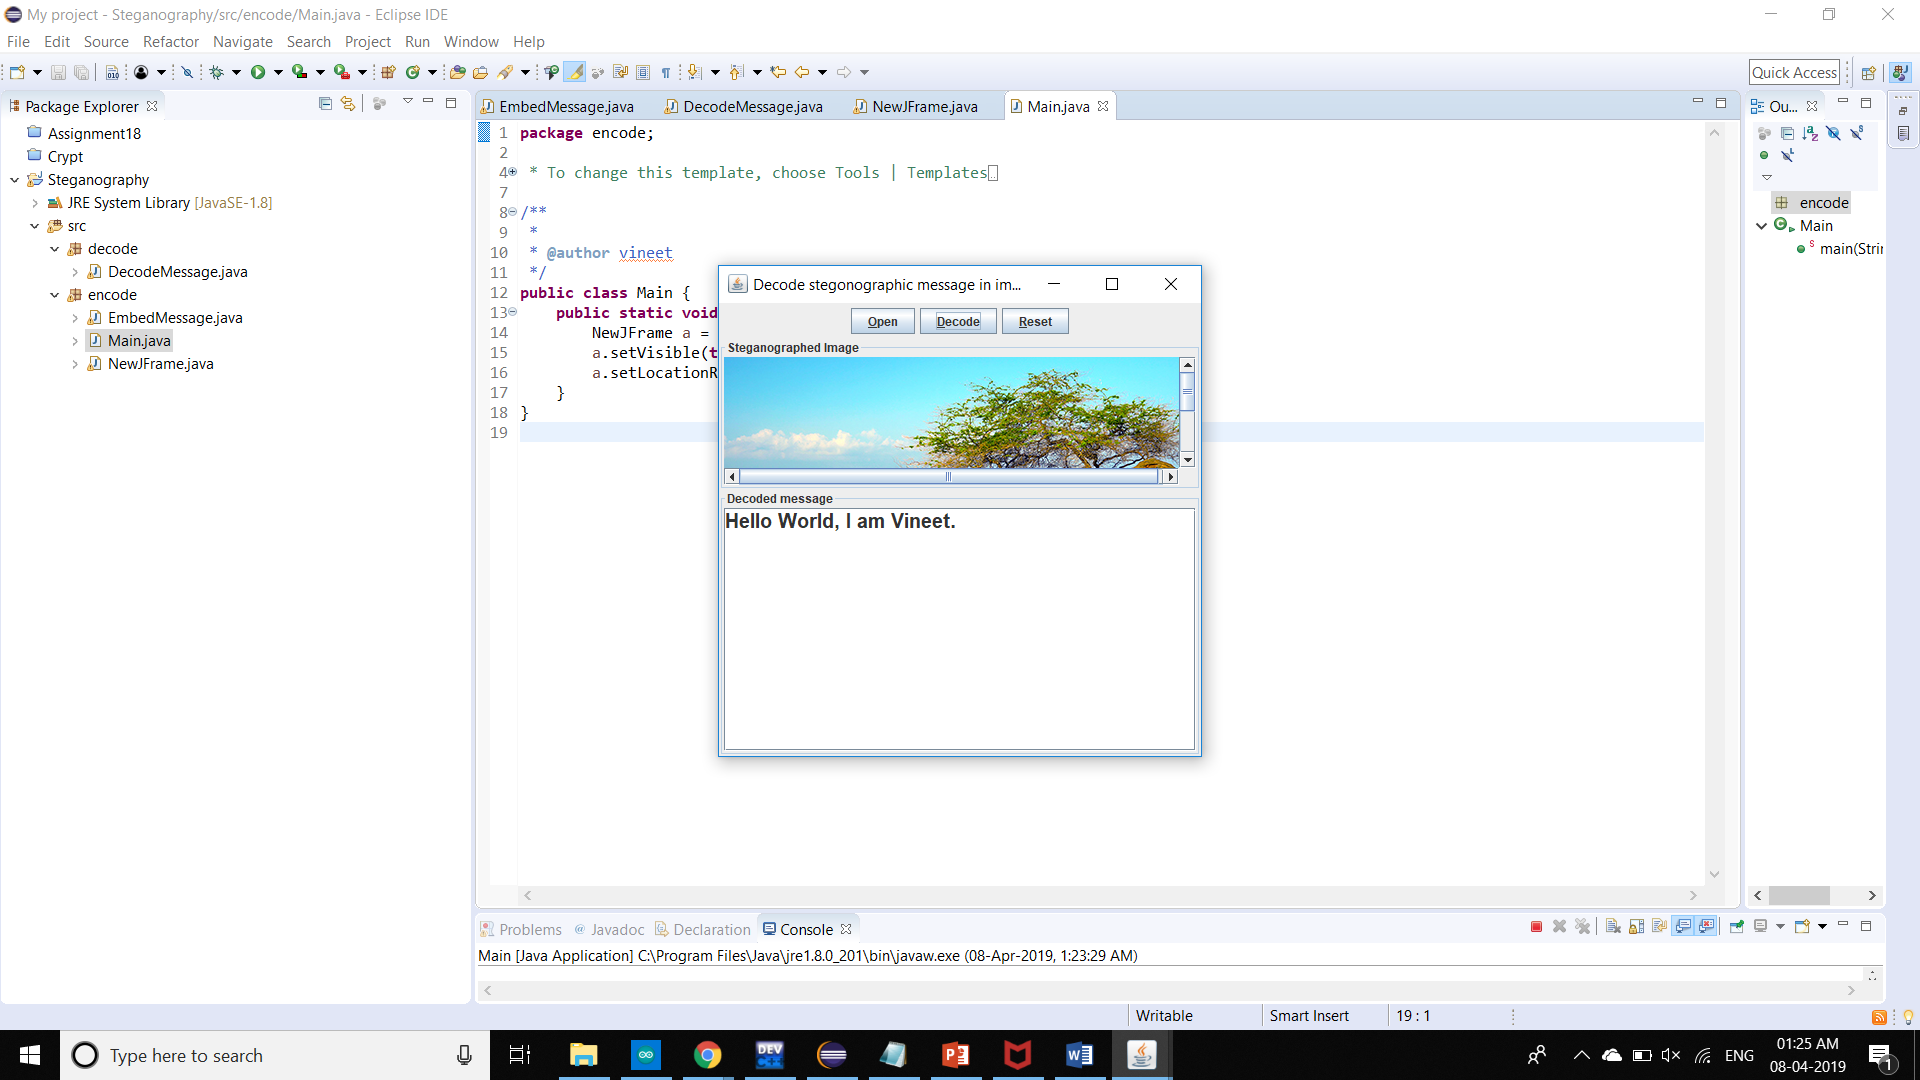 My project - Steganography/src/encode/Main.java - Eclipse IDE
File Edit Source Refactor Navigate Search Project Run Window Help
Quick Access
Package Explorer
Assignment18
Crypt
Steganography
JRE System Library [JavaSE-1.8]
src
decode
DecodeMessage.java
encode
EmbedMessage.java
Main.java
NewJFrame.java
EmbedMessage.java DecodeMessage.java NewJFrame.java Main.java
1 package encode;
2
4 * To change this template, choose Tools | Templates
7
8 /**
9 *
10 * @author vineet
11 */
12 public class Main {
13 public static void
14 NewJFrame a =
15 a.setVisible(t
16 a.setLocationR
17 }
18 }
19
Decode stegonographic message in im...
Open Decode Reset
Steganographed Image
Decoded message
Hello World, I am Vineet.
Ou...
encode
Main
main(Strin
Problems Javadoc Declaration Console
Main [Java Application] C:\Program Files\Java\jre1.8.0_201\bin\javaw.exe (08-Apr-2019, 1:23:29 AM)
Writable Smart Insert 19 : 1
Type here to search
DEV C++
ENG
01:25 AM
08-04-2019
1